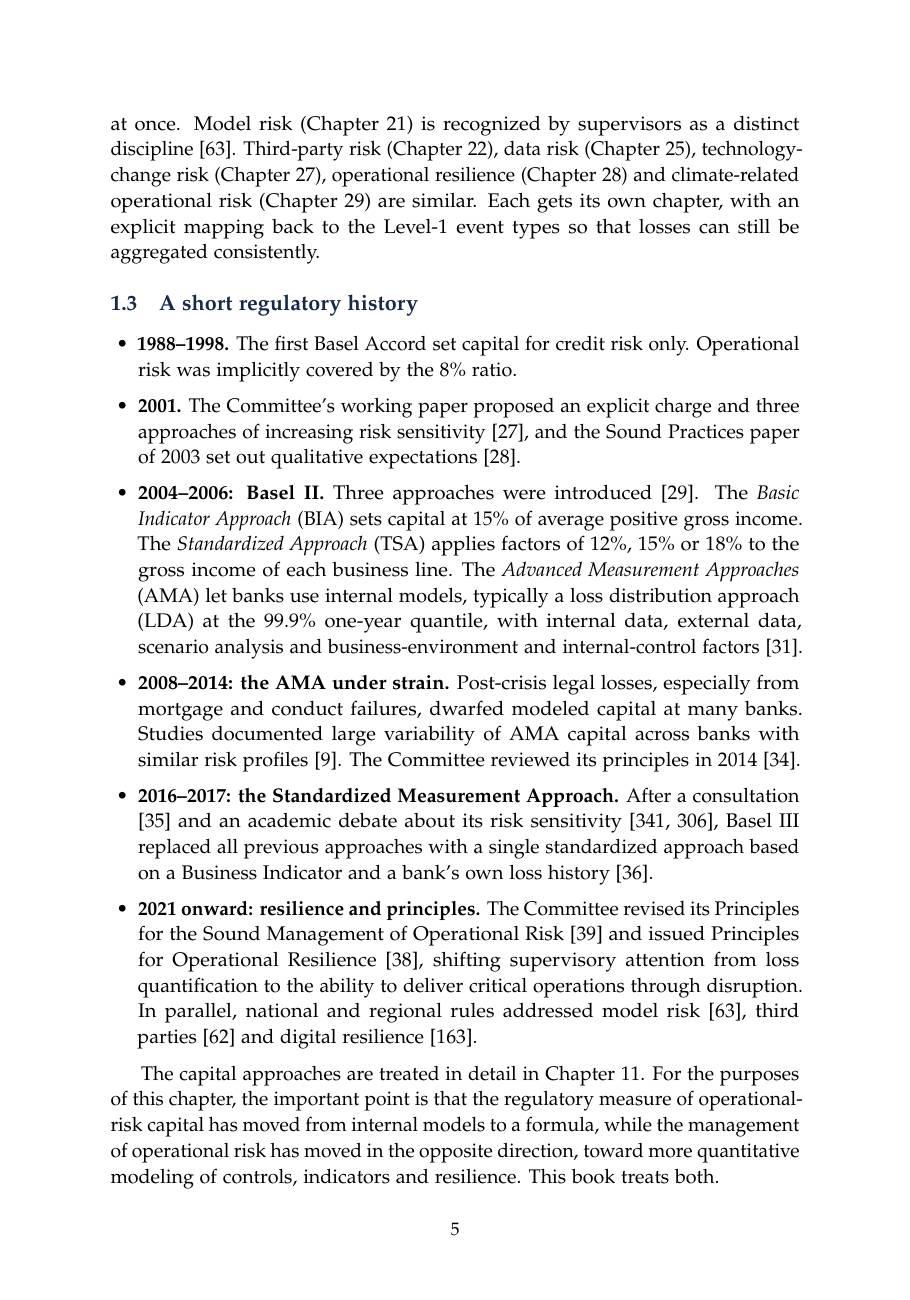 at once. Model risk (Chapter 21) is recognized by supervisors as a distinct
discipline [63]. Third-party risk (Chapter 22), data risk (Chapter 25), technology-
change risk (Chapter 27), operational resilience (Chapter 28) and climate-related
operational risk (Chapter 29) are similar. Each gets its own chapter, with an
explicit mapping back to the Level-1 event types so that losses can still be
aggregated consistently.
1.3 A short regulatory history
• 1988–1998. The first Basel Accord set capital for credit risk only. Operational
risk was implicitly covered by the 8% ratio.
• 2001. The Committee's working paper proposed an explicit charge and three
approaches of increasing risk sensitivity [27], and the Sound Practices paper
of 2003 set out qualitative expectations [28].
• 2004–2006: Basel II. Three approaches were introduced [29]. The Basic
Indicator Approach (BIA) sets capital at 15% of average positive gross income.
The Standardized Approach (TSA) applies factors of 12%, 15% or 18% to the
gross income of each business line. The Advanced Measurement Approaches
(AMA) let banks use internal models, typically a loss distribution approach
(LDA) at the 99.9% one-year quantile, with internal data, external data,
scenario analysis and business-environment and internal-control factors [31].
• 2008–2014: the AMA under strain. Post-crisis legal losses, especially from
mortgage and conduct failures, dwarfed modeled capital at many banks.
Studies documented large variability of AMA capital across banks with
similar risk profiles [9]. The Committee reviewed its principles in 2014 [34].
• 2016–2017: the Standardized Measurement Approach. After a consultation
[35] and an academic debate about its risk sensitivity [341, 306], Basel III
replaced all previous approaches with a single standardized approach based
on a Business Indicator and a bank's own loss history [36].
• 2021 onward: resilience and principles. The Committee revised its Principles
for the Sound Management of Operational Risk [39] and issued Principles
for Operational Resilience [38], shifting supervisory attention from loss
quantification to the ability to deliver critical operations through disruption.
In parallel, national and regional rules addressed model risk [63], third
parties [62] and digital resilience [163].
The capital approaches are treated in detail in Chapter 11. For the purposes
of this chapter, the important point is that the regulatory measure of operational-
risk capital has moved from internal models to a formula, while the management
of operational risk has moved in the opposite direction, toward more quantitative
modeling of controls, indicators and resilience. This book treats both.
5